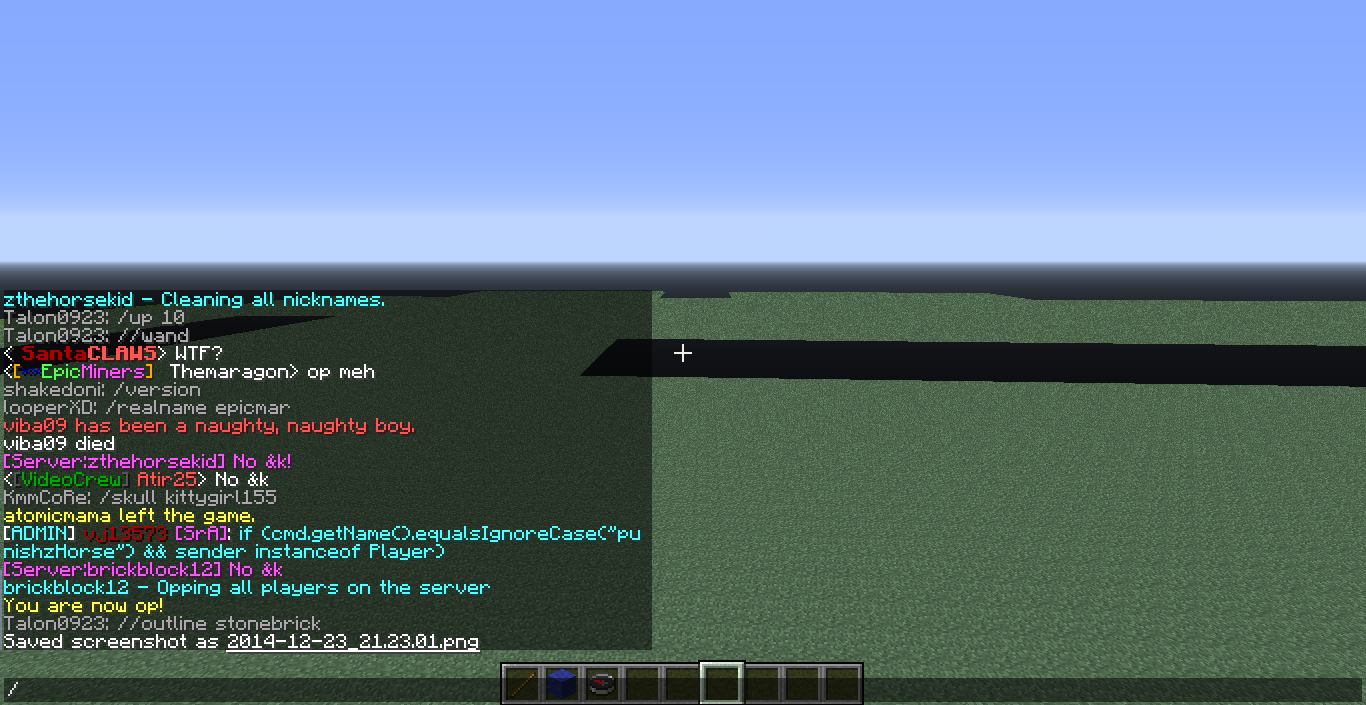 zthehorsekid - Cleaning all nicknames.
Talon0923: /up 10
Talon0923: //wand
< SantaCLAWS> WTF?
<[ EpicMiners] Themaragon> op meh
shakedoni: /version
looperXD: /realname epicmar
viba09 has been a naughty, naughty boy.
viba09 died
[Server:zthehorsekid] No &k!
<[VideoCrew] Atir25> No &k
KmmCoRe: /skull kittygirl155
atomicmama left the game.
[ADMIN] vj13573 [SrA]: if (cmd.getName().equalsIgnoreCase("pu
nishzHorse") && sender instanceof Player)
[Server:brickblock12] No &k
brickblock12 - Opping all players on the server
You are now op!
Talon0923: //outline stonebrick
Saved screenshot as 2014-12-23_21.23.01.png
/